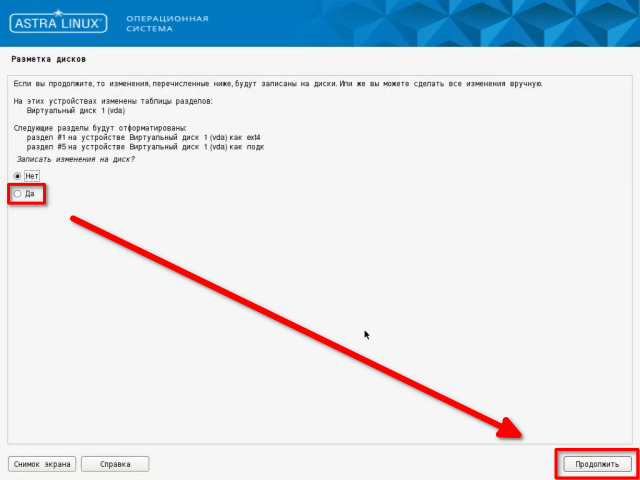 ASTRA LINUX®
ОПЕРАЦИОННАЯ
СИСТЕМА
Разметка дисков
Если вы продолжите, то изменения, перечисленные ниже, будут записаны на диски. Или же вы можете сделать все изменения вручную.
На этих устройствах изменены таблицы разделов:
Виртуальный диск 1 (vda)
Следующие разделы будут отформатированы:
раздел #1 на устройстве Виртуальный диск 1 (vda) как ext4
раздел #5 на устройстве Виртуальный диск 1 (vda) как подк
Записать изменения на диск?
Нет
Да
Снимок экрана
Справка
Продолжить